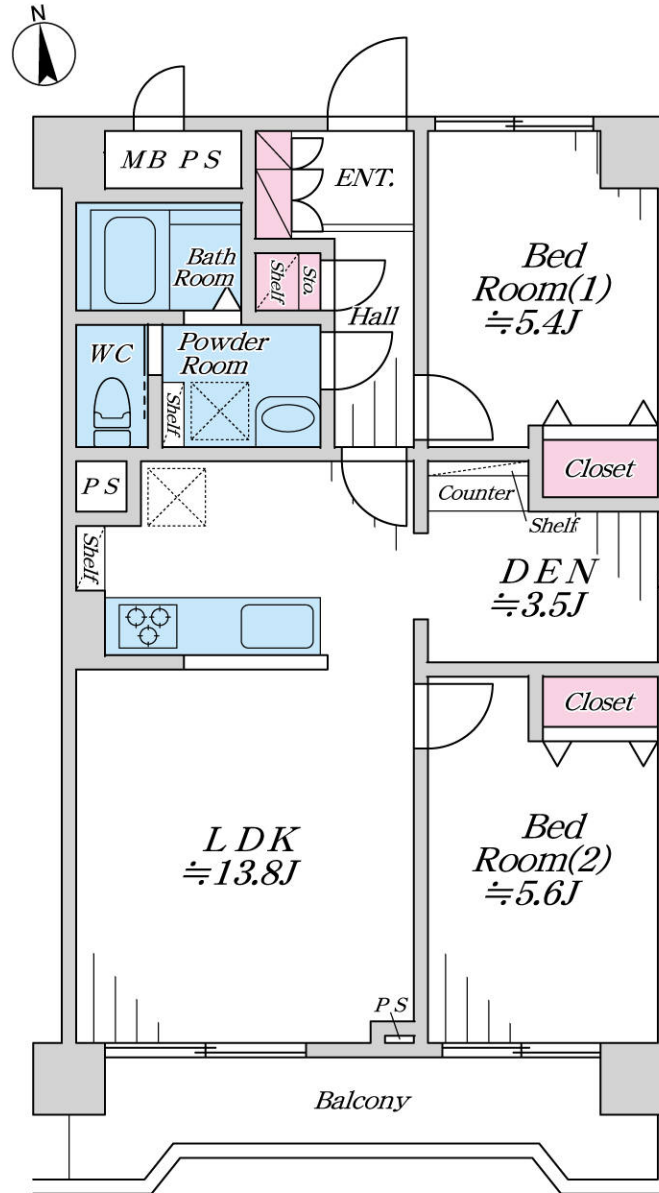 N
MB PS
ENT.
Bath
Room
Shelf
Sto.
Bed
Room(1)
≒5.4J
Hall
WC
Powder
Room
Shelf
Closet
PS
Counter
Shelf
Shelf
DEN
≒3.5J
Closet
LDK
≒13.8J
Bed
Room(2)
≒5.6J
PS
Balcony